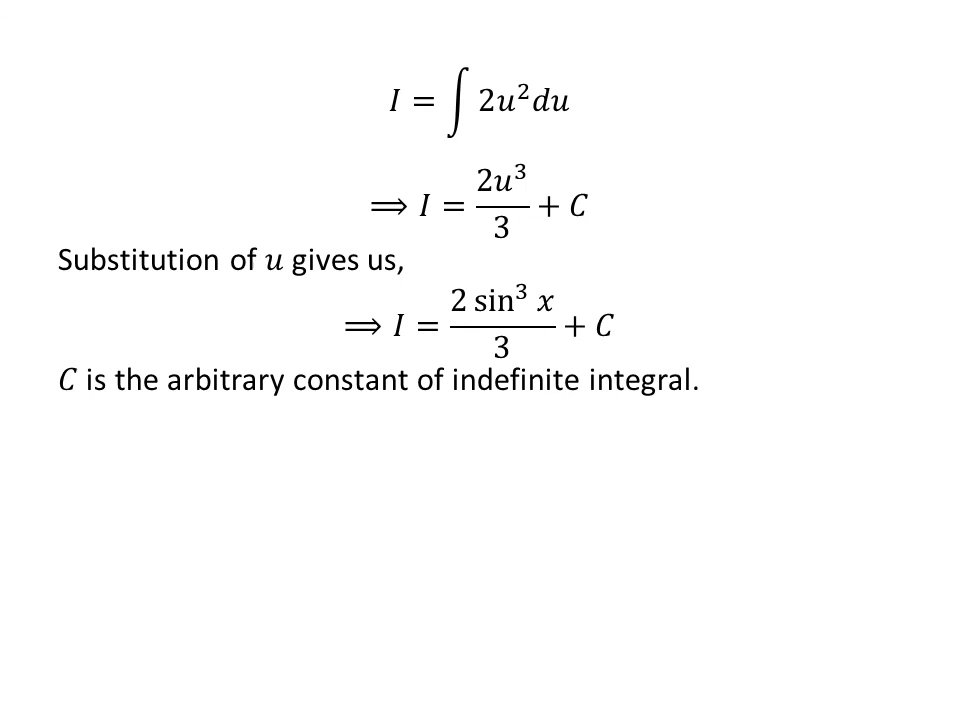 I = ∫ 2u²du
⟹ I = 2u³/3 + C
Substitution of u gives us,
⟹ I = 2 sin³ x/3 + C
C is the arbitrary constant of indefinite integral.